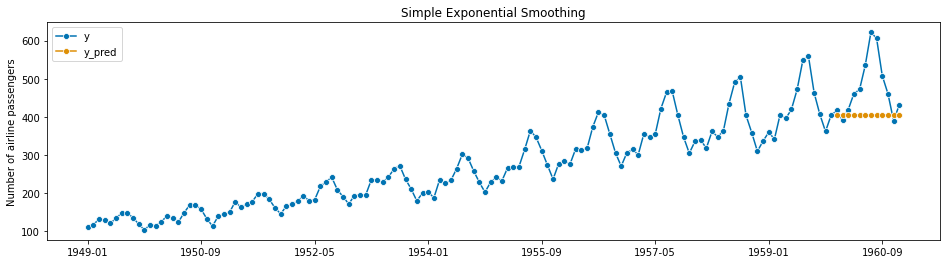 Simple Exponential Smoothing
y
y_pred
Number of airline passengers
600
500
400
300
200
100
1949-01 1950-09 1952-05 1954-01 1955-09 1957-05 1959-01 1960-09